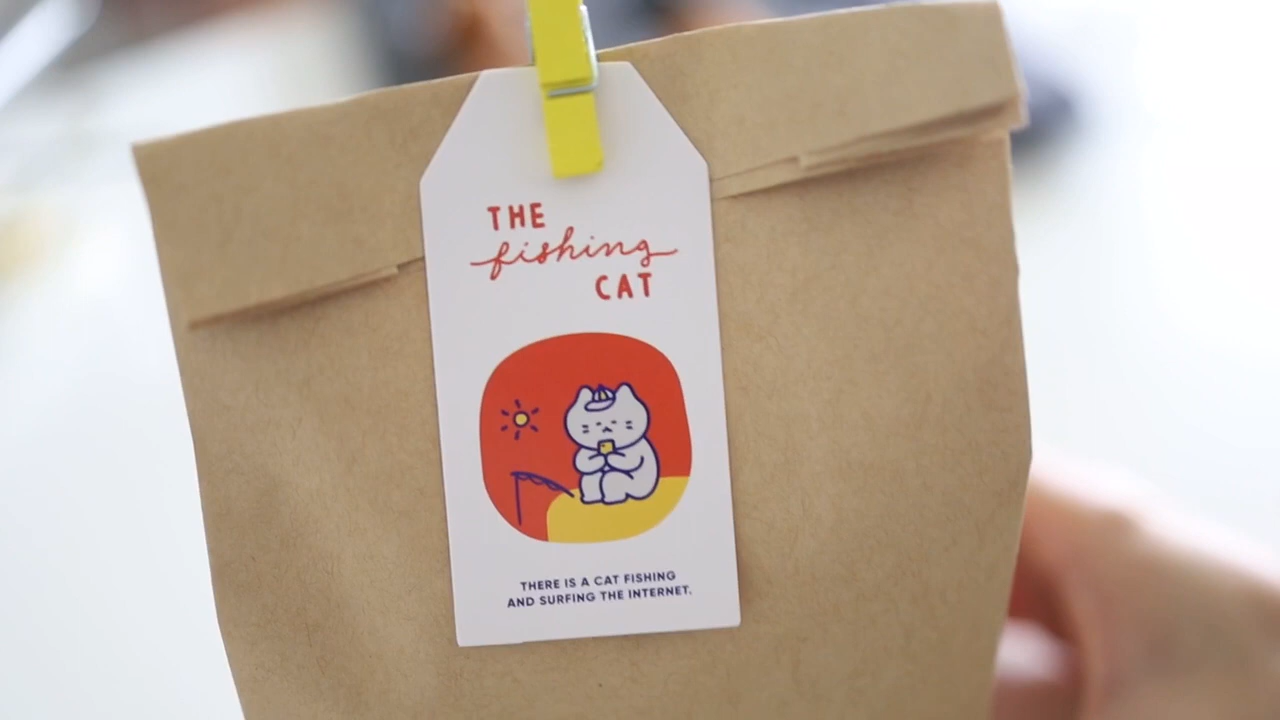 THE
fishing
CAT
THERE IS A CAT FISHING
AND SURFING THE INTERNET.